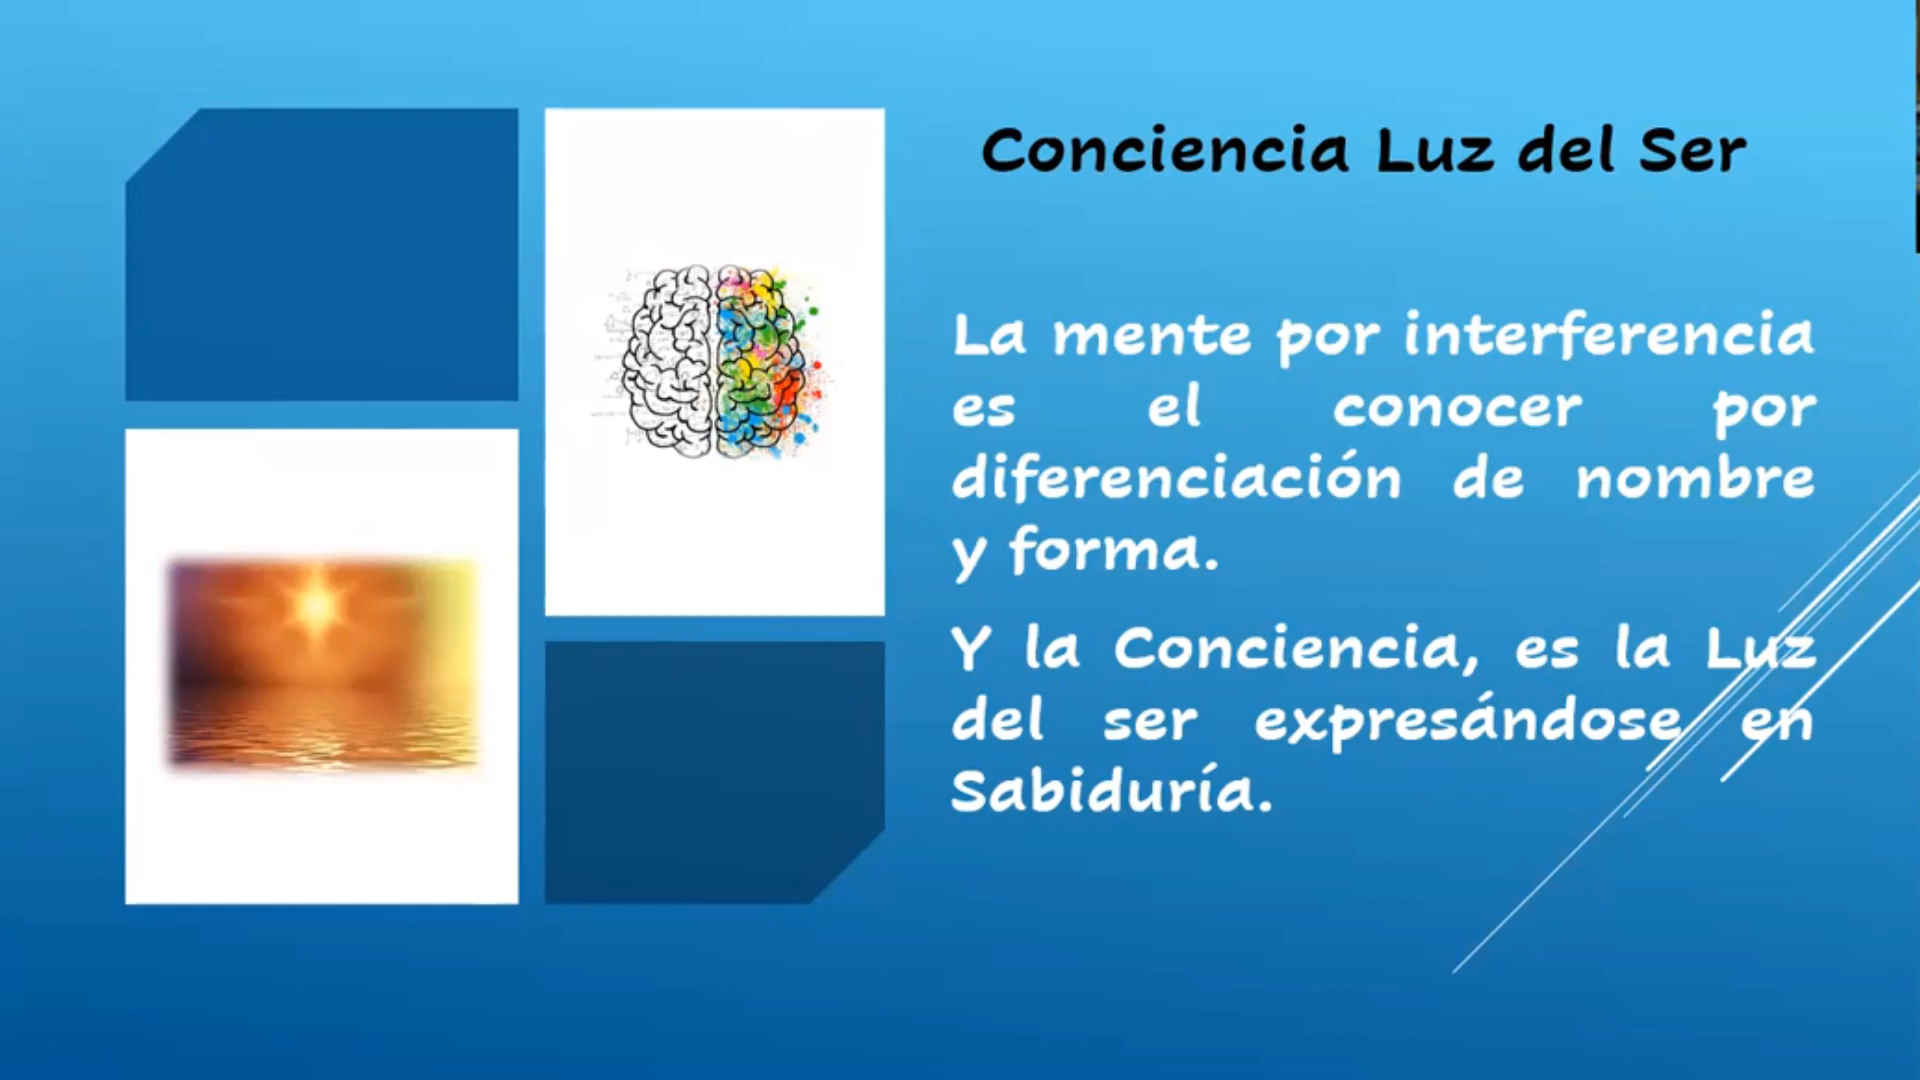 Conciencia Luz del Ser
La mente por interferencia
es el conocer por
diferenciación de nombre
y forma.
Y la Conciencia, es la Luz
del ser expresándose en
Sabiduría.